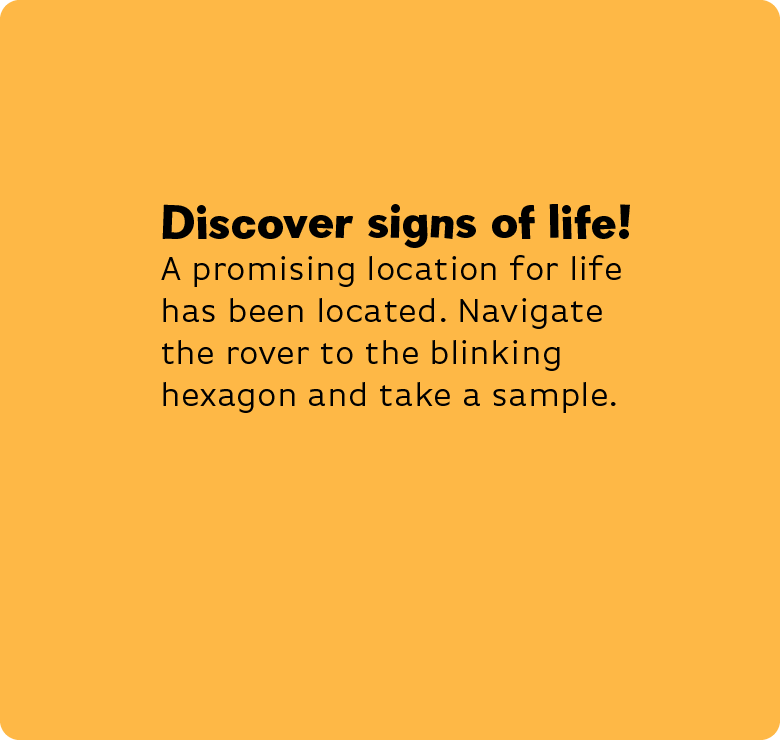 Discover signs of life!
A promising location for life
has been located. Navigate
the rover to the blinking
hexagon and take a sample.